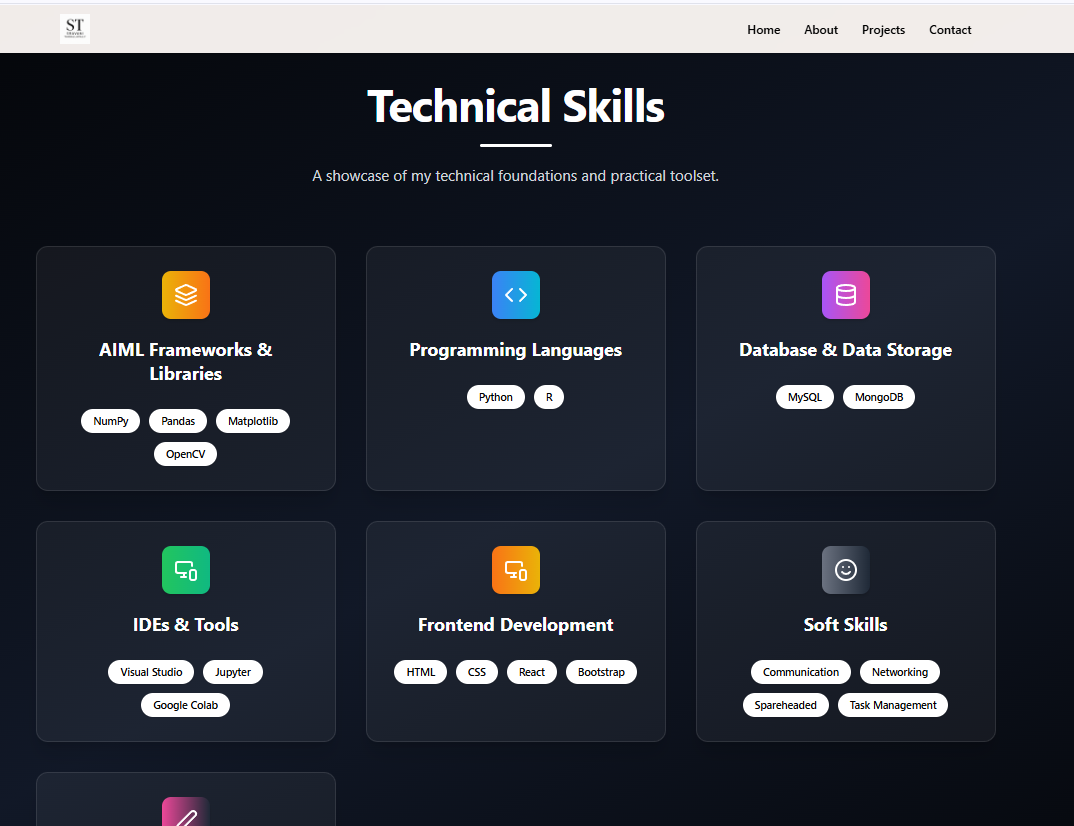 ST
Home About Projects Contact
Technical Skills
A showcase of my technical foundations and practical toolset.
AIML Frameworks &
Libraries
NumPy Pandas Matplotlib
OpenCV
Programming Languages
Python R
Database & Data Storage
MySQL MongoDB
IDEs & Tools
Visual Studio Jupyter
Google Colab
Frontend Development
HTML CSS React Bootstrap
Soft Skills
Communication Networking
Spareheaded Task Management